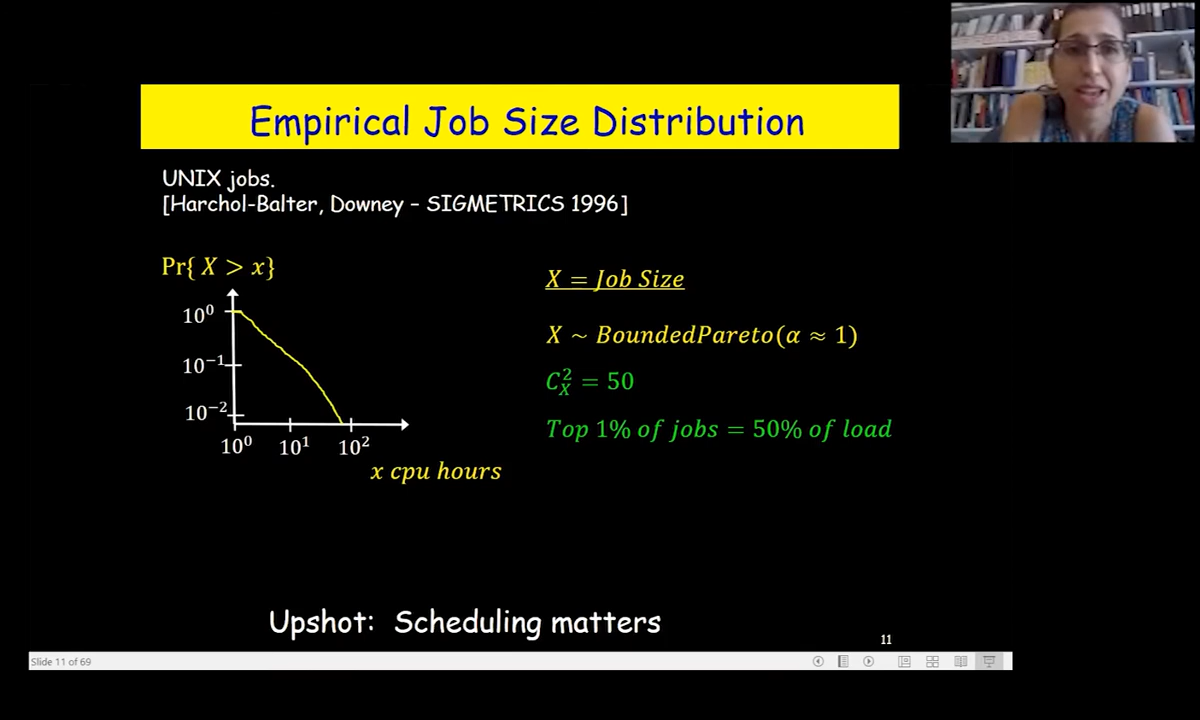 Empirical Job Size Distribution
UNIX jobs.
[Harchol-Balter, Downey – SIGMETRICS 1996]
Pr{ X > x}
10⁰
10⁻¹
10⁻²
10⁰ 10¹ 10²
x cpu hours
X = Job Size
X ~ BoundedPareto(α ≈ 1)
C_X^2 = 50
Top 1% of jobs = 50% of load
Upshot: Scheduling matters
11
Slide 11 of 69